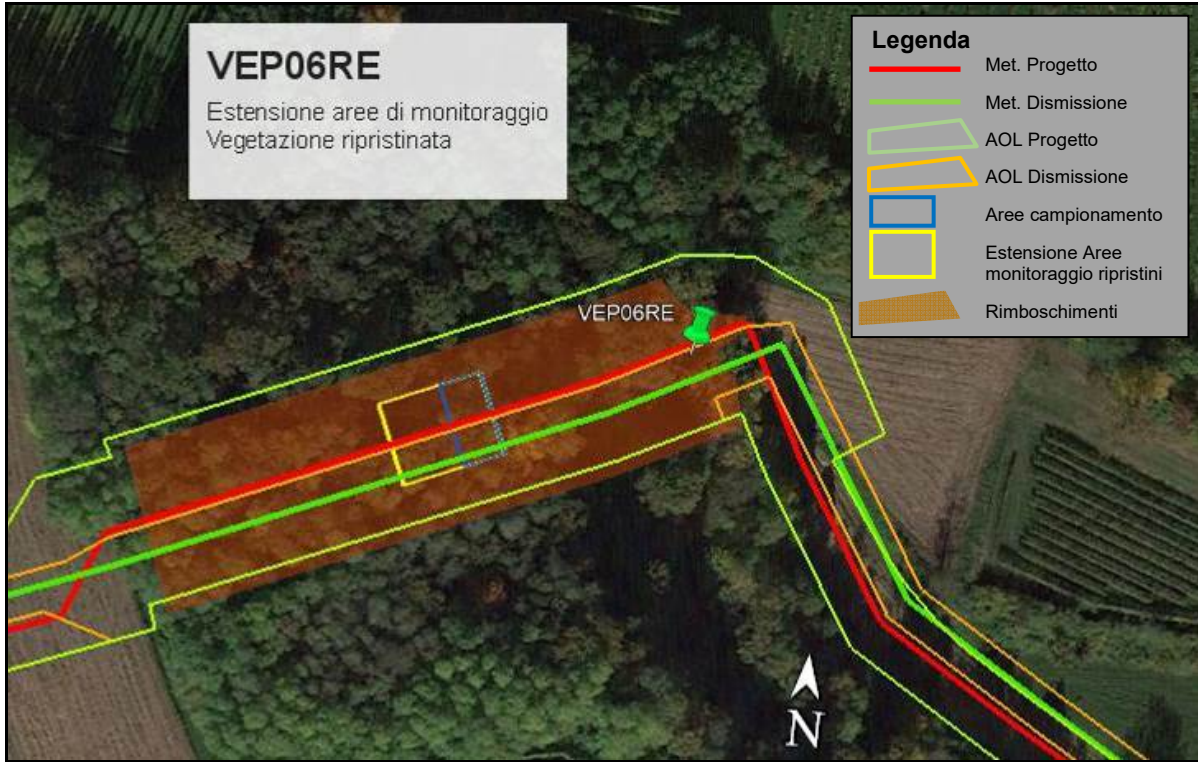 VEP06RE
Estensione aree di monitoraggio
Vegetazione ripristinata
Legenda
Met. Progetto
Met. Dismissione
AOL Progetto
AOL Dismissione
Aree campionamento
Estensione Aree
monitoraggio ripristini
Rimboschimenti
VEP06RE
N